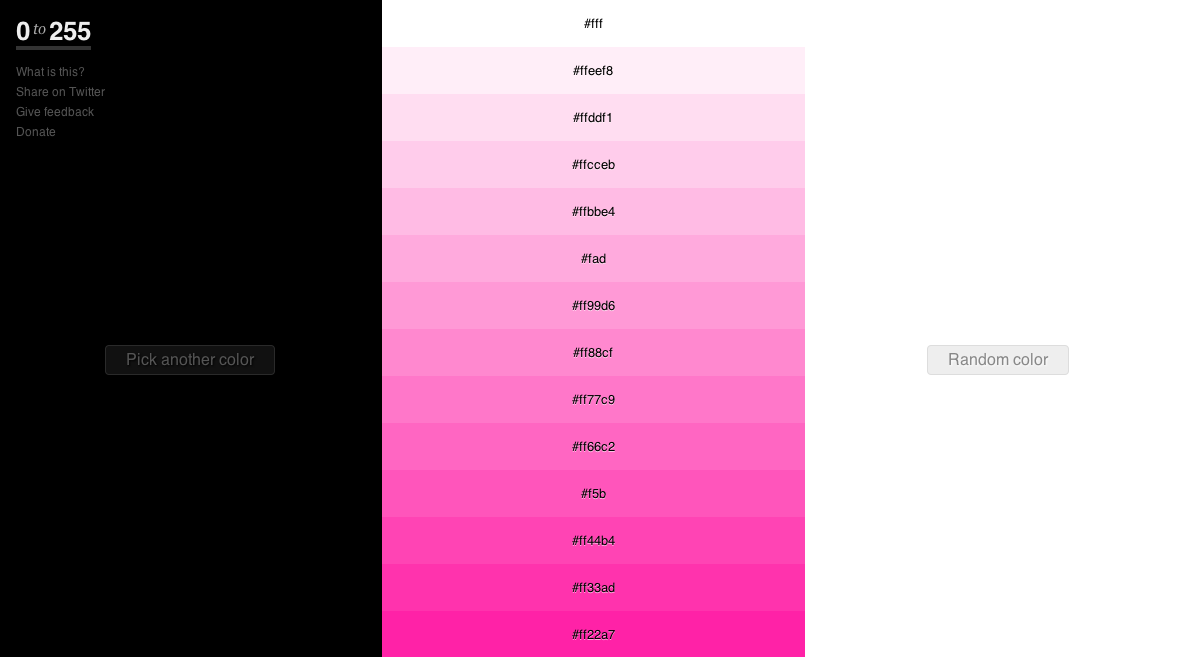 0 to 255
What is this?
Share on Twitter
Give feedback
Donate
Pick another color
#fff
#ffeef8
#ffddf1
#ffcceb
#ffbbe4
#fad
#ff99d6
#ff88cf
#ff77c9
#ff66c2
#f5b
#ff44b4
#ff33ad
#ff22a7
Random color